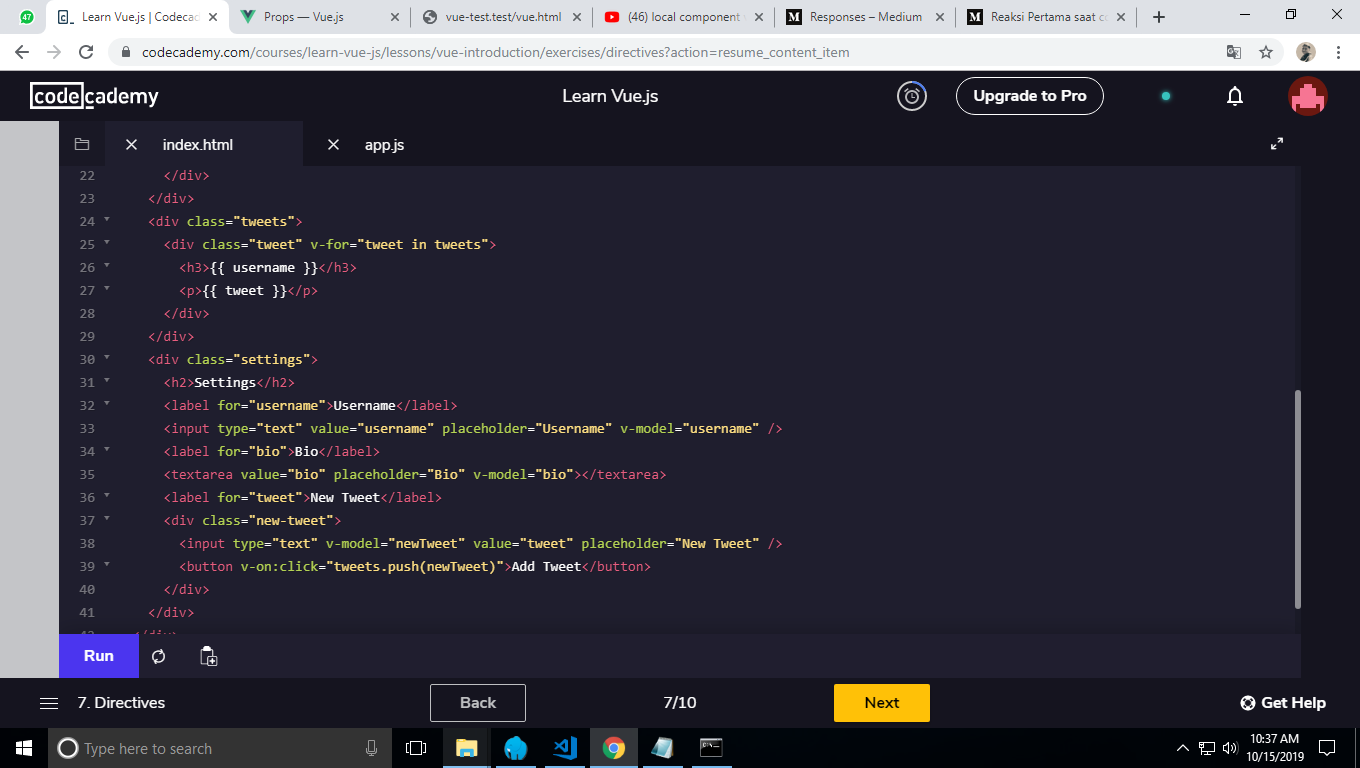 47
Learn Vue.js | Codecad
Props — Vue.js
vue-test.test/vue.html
(46) local component
Responses – Medium
Reaksi Pertama saat co
codecademy.com/courses/learn-vue-js/lessons/vue-introduction/exercises/directives?action=resume_content_item
codecademy
Learn Vue.js
Upgrade to Pro
index.html
app.js
22 </div>
23 </div>
24 <div class="tweets">
25 <div class="tweet" v-for="tweet in tweets">
26 <h3>{{ username }}</h3>
27 <p>{{ tweet }}</p>
28 </div>
29 </div>
30 <div class="settings">
31 <h2>Settings</h2>
32 <label for="username">Username</label>
33 <input type="text" value="username" placeholder="Username" v-model="username" />
34 <label for="bio">Bio</label>
35 <textarea value="bio" placeholder="Bio" v-model="bio"></textarea>
36 <label for="tweet">New Tweet</label>
37 <div class="new-tweet">
38 <input type="text" v-model="newTweet" value="tweet" placeholder="New Tweet" />
39 <button v-on:click="tweets.push(newTweet)">Add Tweet</button>
40 </div>
41 </div>
42 </div>
Run
7. Directives
Back
7/10
Next
Get Help
Type here to search
10:37 AM
10/15/2019